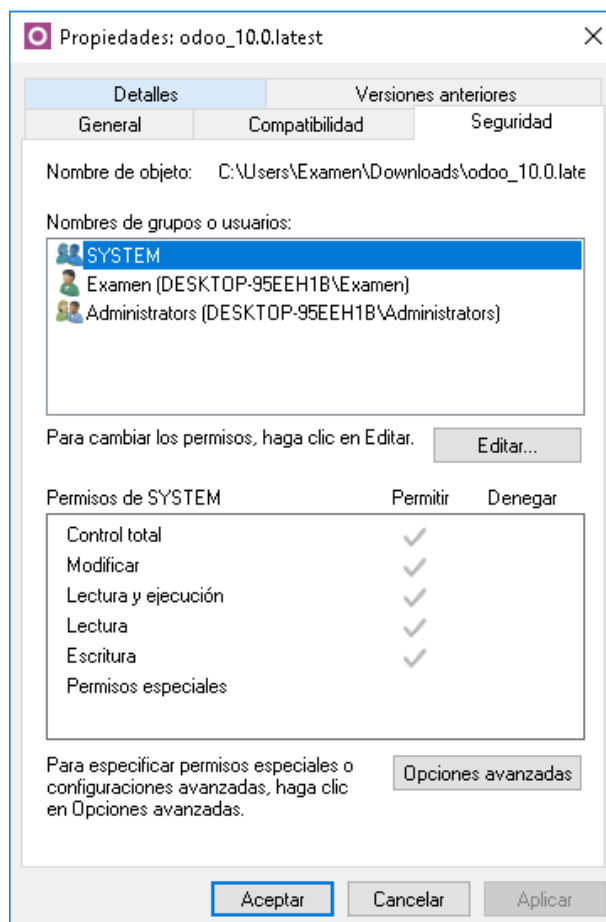 Propiedades: odoo_10.0.latest
Detalles
Versiones anteriores
General
Compatibilidad
Seguridad
Nombre de objeto: C:\Users\Examen\Downloads\odoo_10.0.late
Nombres de grupos o usuarios:
SYSTEM
Examen (DESKTOP-95EEH1B\Examen)
Administrators (DESKTOP-95EEH1B\Administrators)
Para cambiar los permisos, haga clic en Editar.
Editar...
Permisos de SYSTEM Permitir Denegar
Control total
Modificar
Lectura y ejecución
Lectura
Escritura
Permisos especiales
Para especificar permisos especiales o
configuraciones avanzadas, haga clic
en Opciones avanzadas.
Opciones avanzadas
Aceptar
Cancelar
Aplicar